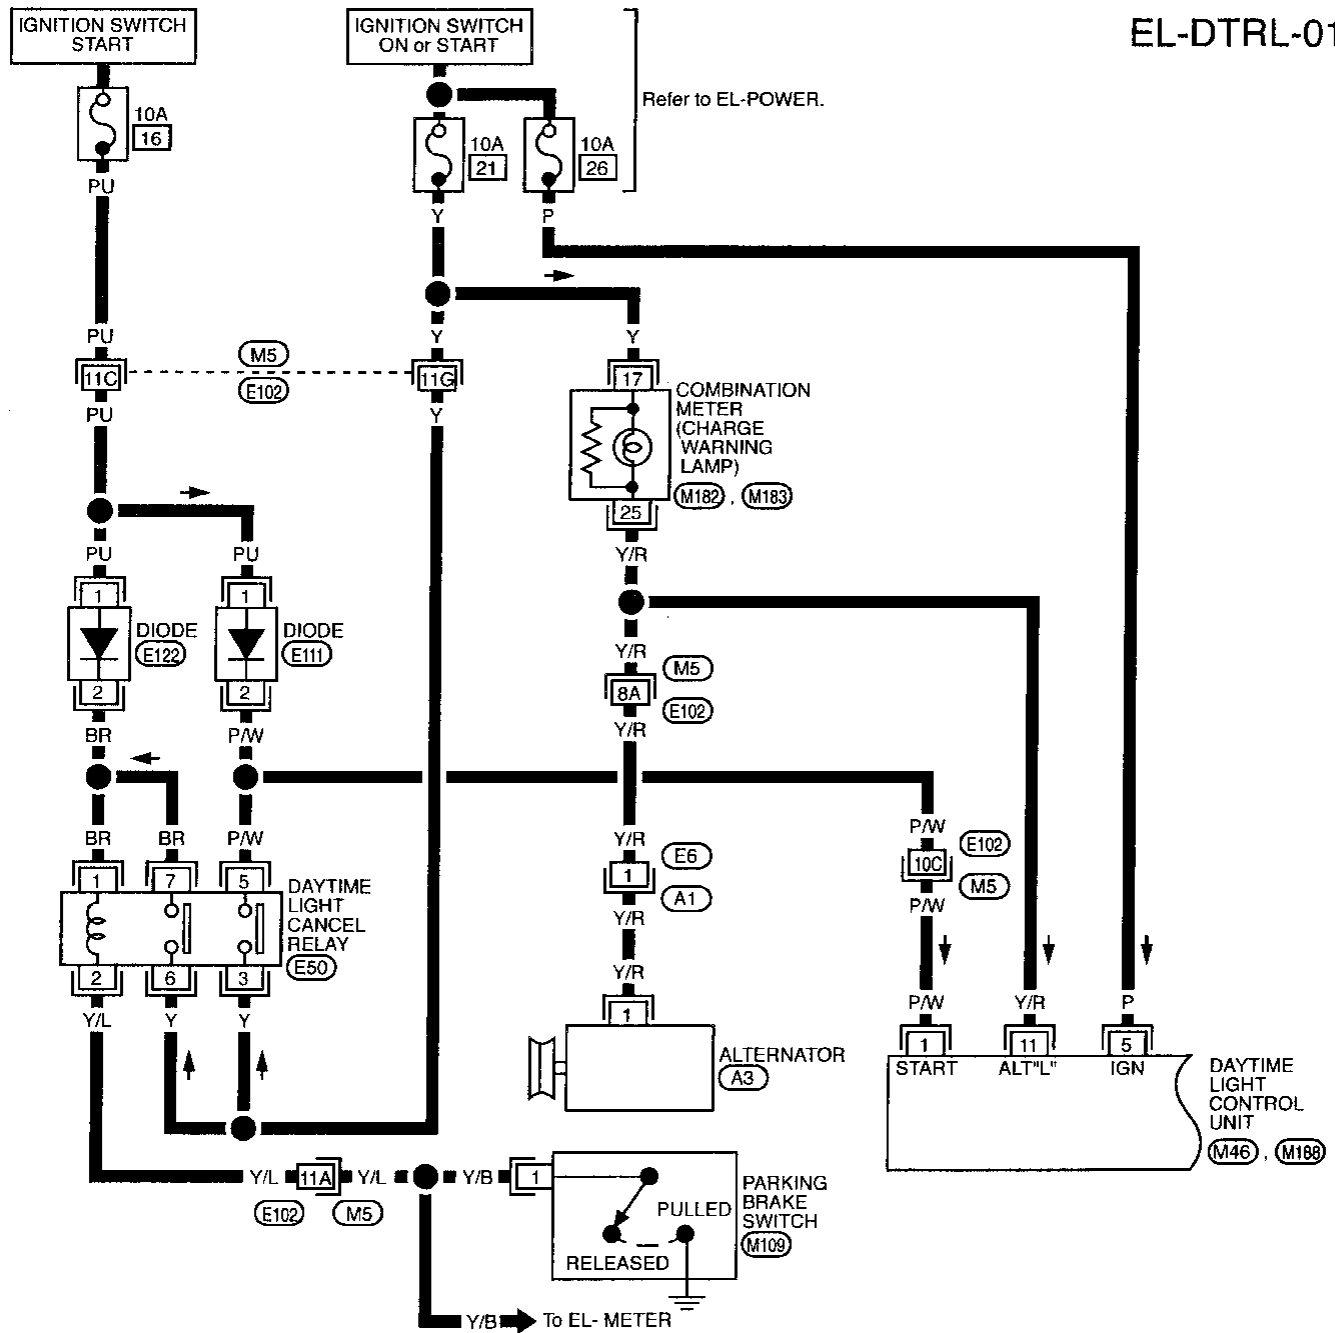 EL-DTRL-01
IGNITION SWITCH
START
IGNITION SWITCH
ON or START
Refer to EL-POWER.
10A
16
10A
21
10A
26
PU
Y
P
PU
Y
Y
11C
M5
E102
11G
17
COMBINATION
METER
(CHARGE
WARNING
LAMP)
M182 , M183
PU
Y
25
PU
PU
Y/R
1
1
DIODE
E122
DIODE
E111
2
2
Y/R
8A
M5
E102
Y/R
BR
P/W
BR
BR
P/W
Y/R
P/W
1
7
5
DAYTIME
LIGHT
CANCEL
RELAY
E50
2
6
3
1
E6
A1
Y/R
10C
E102
M5
P/W
Y/L
Y
Y
Y/R
P/W
Y/R
P
1
ALTERNATOR
A3
1
11
5
START
ALT"L"
IGN
DAYTIME
LIGHT
CONTROL
UNIT
M46 , M188
Y/L
11A
Y/L
Y/B
1
E102
M5
PULLED
RELEASED
PARKING
BRAKE
SWITCH
M109
Y/B
To EL- METER